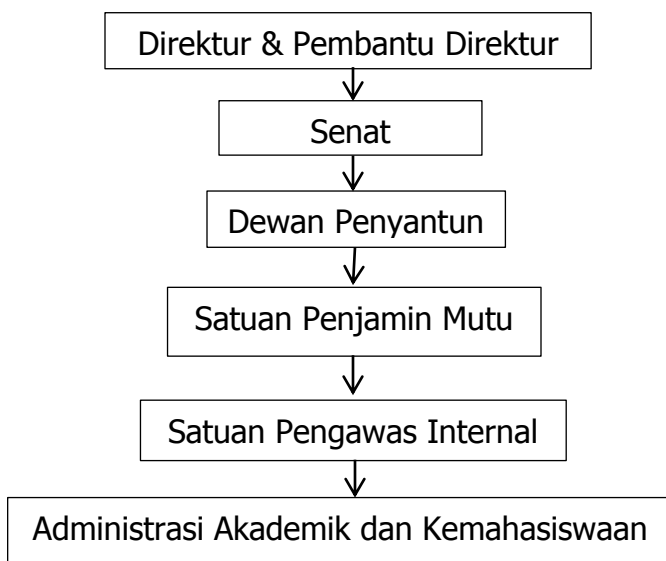 Direktur & Pembantu Direktur
Senat
Dewan Penyantun
Satuan Penjamin Mutu
Satuan Pengawas Internal
Administrasi Akademik dan Kemahasiswaan